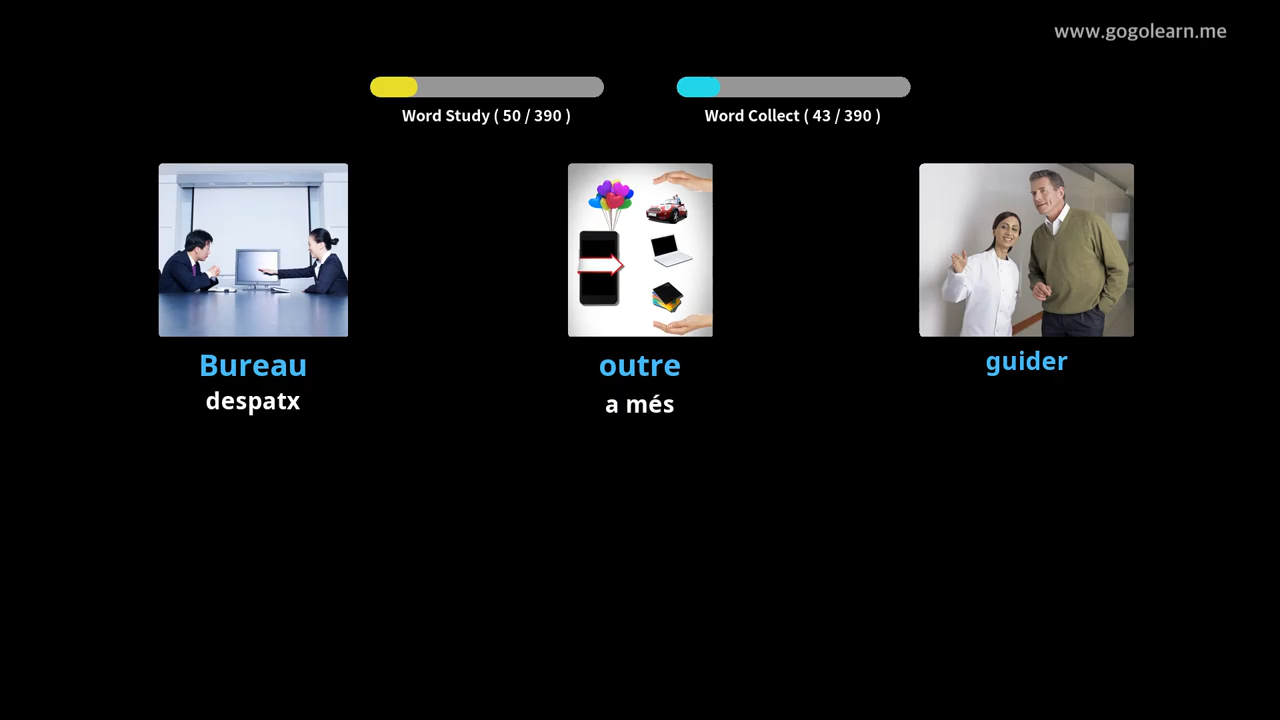 www.gogolearn.me
Word Study ( 50 / 390 )
Word Collect ( 43 / 390 )
Bureau
despatx
outre
a més
guider